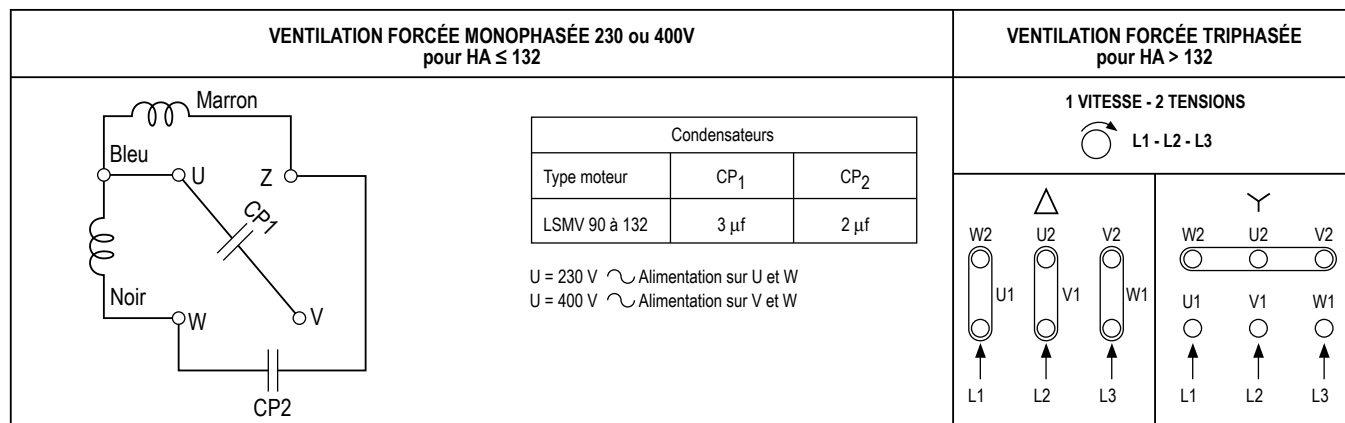 VENTILATION FORCÉE MONOPHASÉE 230 ou 400V
pour HA ≤ 132
Marron
Bleu
U
Z
CP1
Noir
W
V
CP2
Condensateurs
Type moteur CP1 CP2
LSMV 90 à 132 3 µf 2 µf
U = 230 V Alimentation sur U et W
U = 400 V Alimentation sur V et W
VENTILATION FORCÉE TRIPHASÉE
pour HA > 132
1 VITESSE - 2 TENSIONS
L1 - L2 - L3
W2 U2 V2
U1 V1 W1
L1 L2 L3
W2 U2 V2
U1 V1 W1
L1 L2 L3